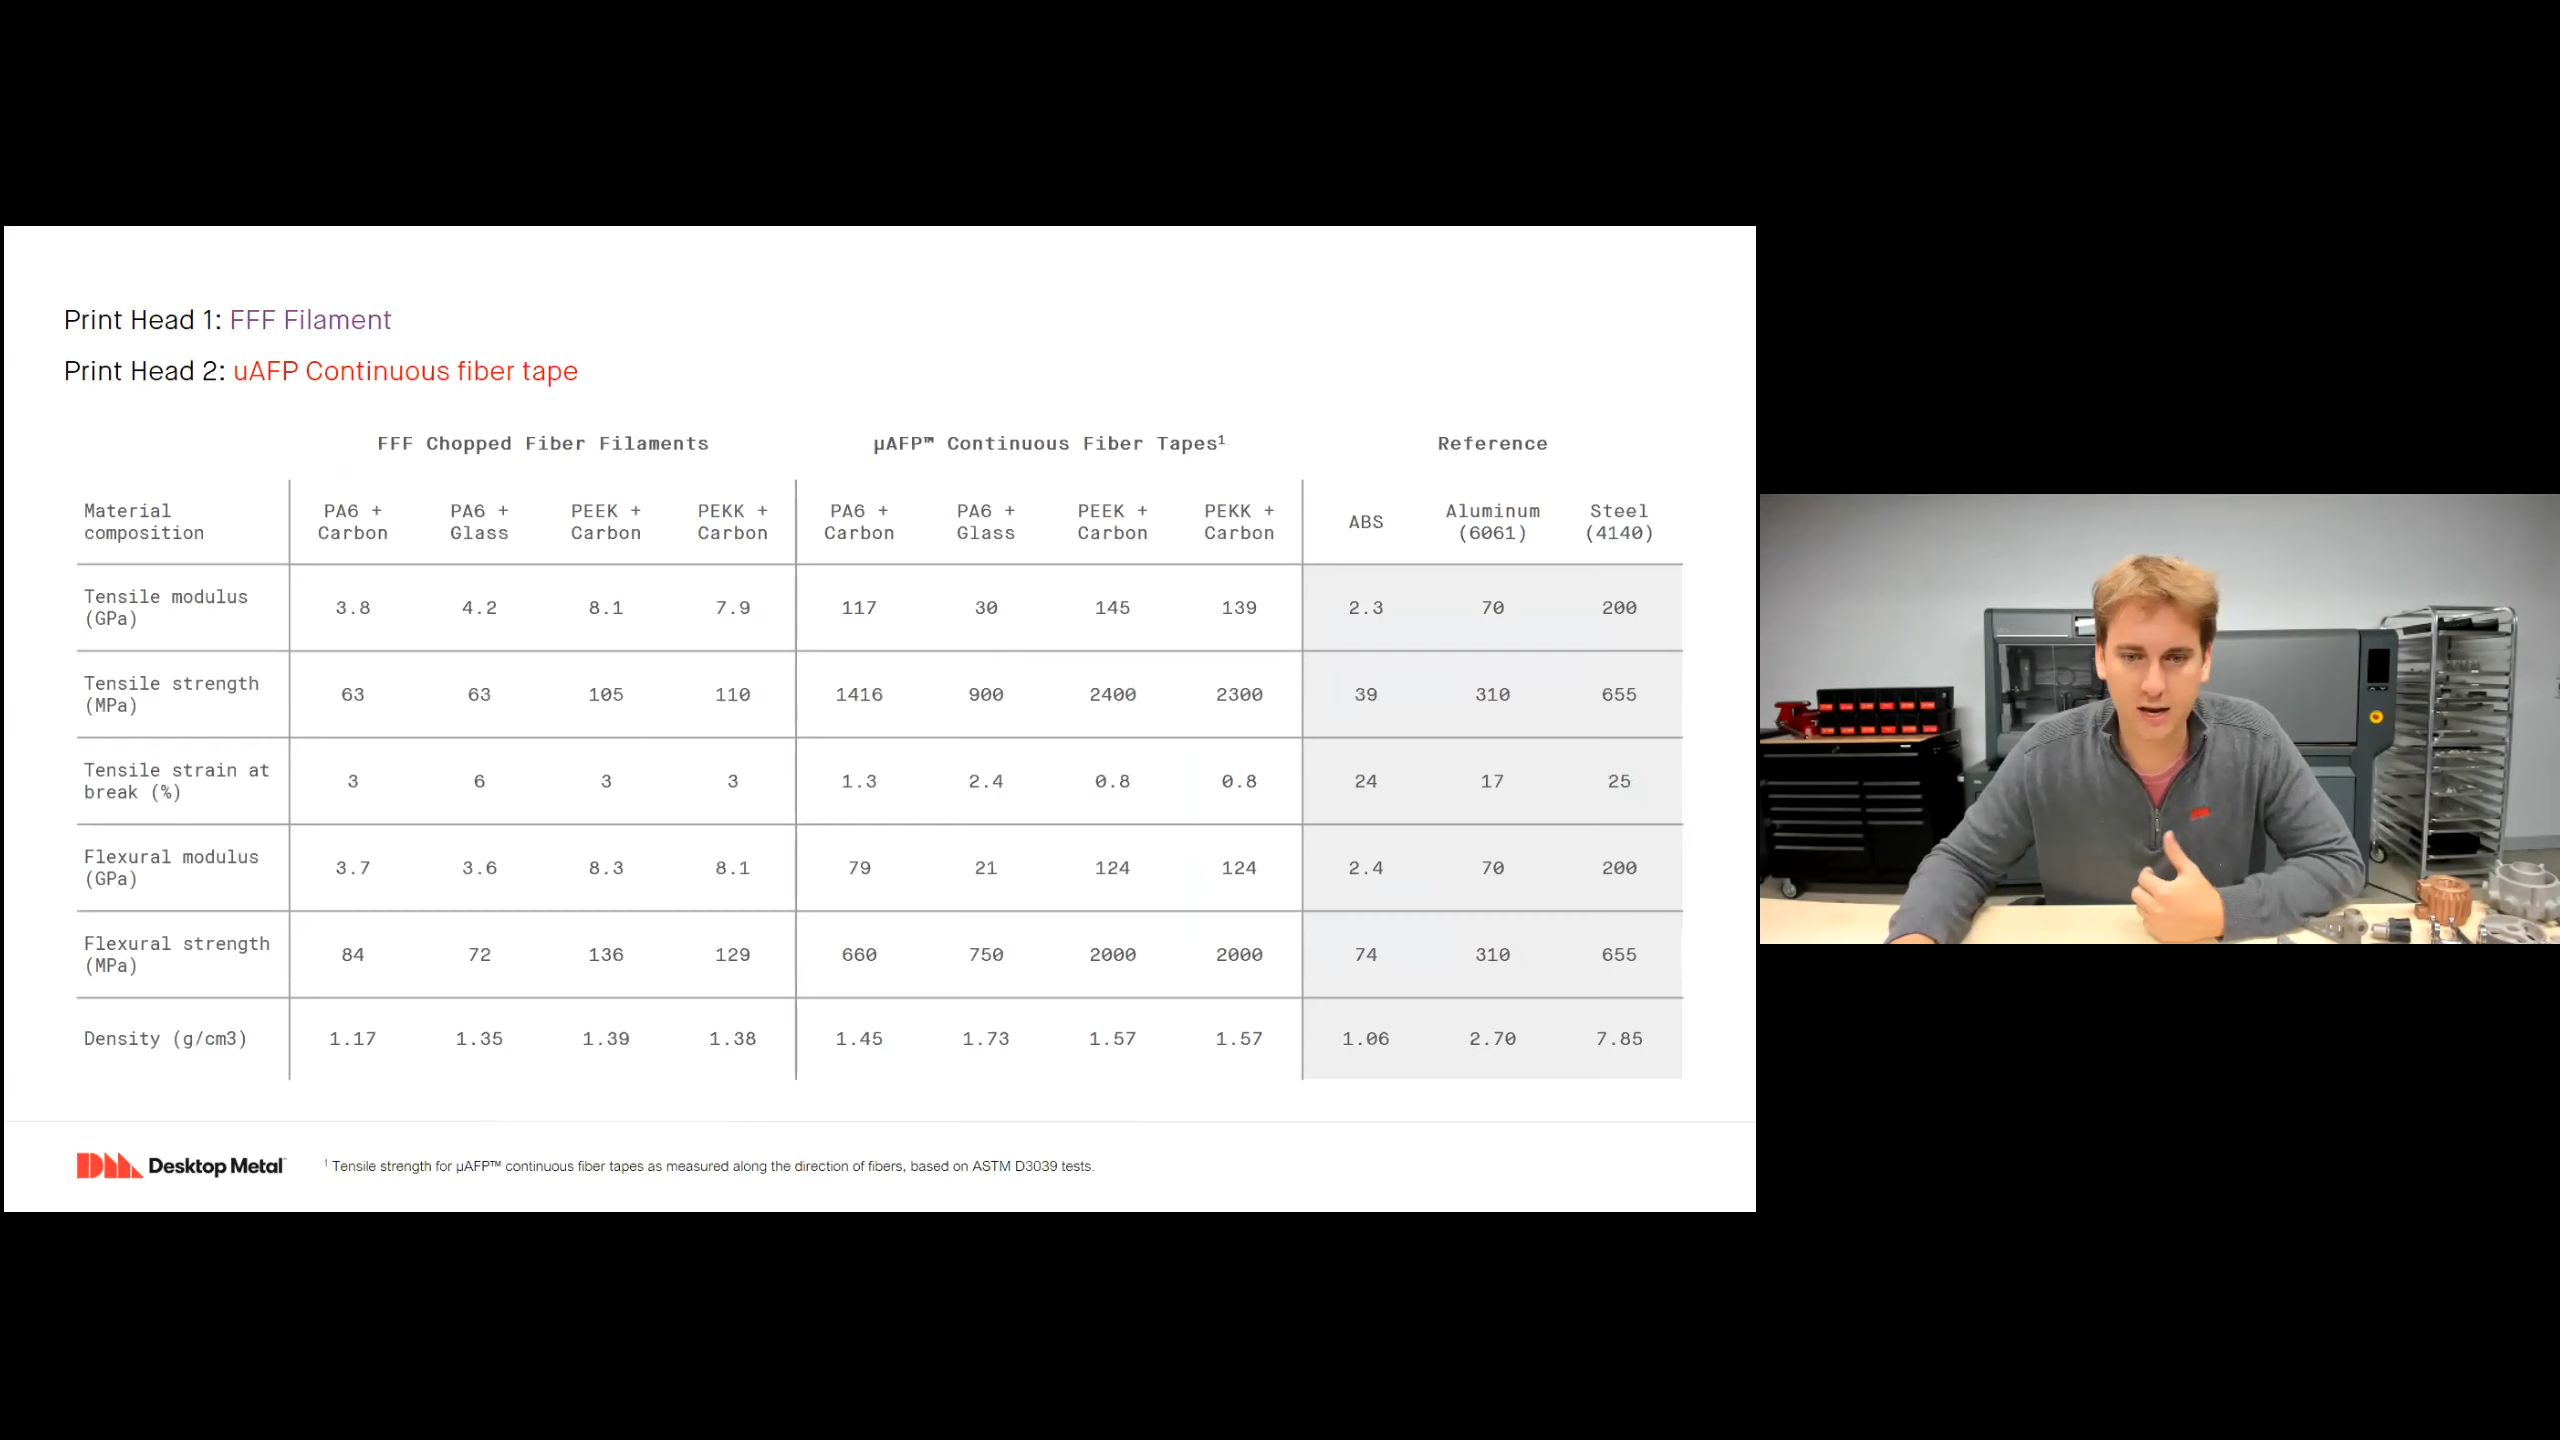 Print Head 1: FFF Filament
Print Head 2: uAFP Continuous fiber tape
FFF Chopped Fiber Filaments µAFP™ Continuous Fiber Tapes¹ Reference
Material composition PA6 + Carbon PA6 + Glass PEEK + Carbon PEKK + Carbon PA6 + Carbon PA6 + Glass PEEK + Carbon PEKK + Carbon ABS Aluminum (6061) Steel (4140)
Tensile modulus (GPa) 3.8 4.2 8.1 7.9 117 30 145 139 2.3 70 200
Tensile strength (MPa) 63 63 105 110 1416 900 2400 2300 39 310 655
Tensile strain at break (%) 3 6 3 3 1.3 2.4 0.8 0.8 24 17 25
Flexural modulus (GPa) 3.7 3.6 8.3 8.1 79 21 124 124 2.4 70 200
Flexural strength (MPa) 84 72 136 129 660 750 2000 2000 74 310 655
Density (g/cm3) 1.17 1.35 1.39 1.38 1.45 1.73 1.57 1.57 1.06 2.70 7.85
DM Desktop Metal
¹ Tensile strength for µAFP™ continuous fiber tapes as measured along the direction of fibers, based on ASTM D3039 tests.